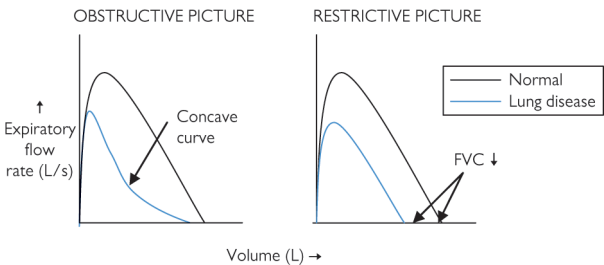 OBSTRUCTIVE PICTURE
RESTRICTIVE PICTURE
Normal
Lung disease
↑
Expiratory
flow
rate (L/s)
Concave
curve
FVC ↓
Volume (L) →